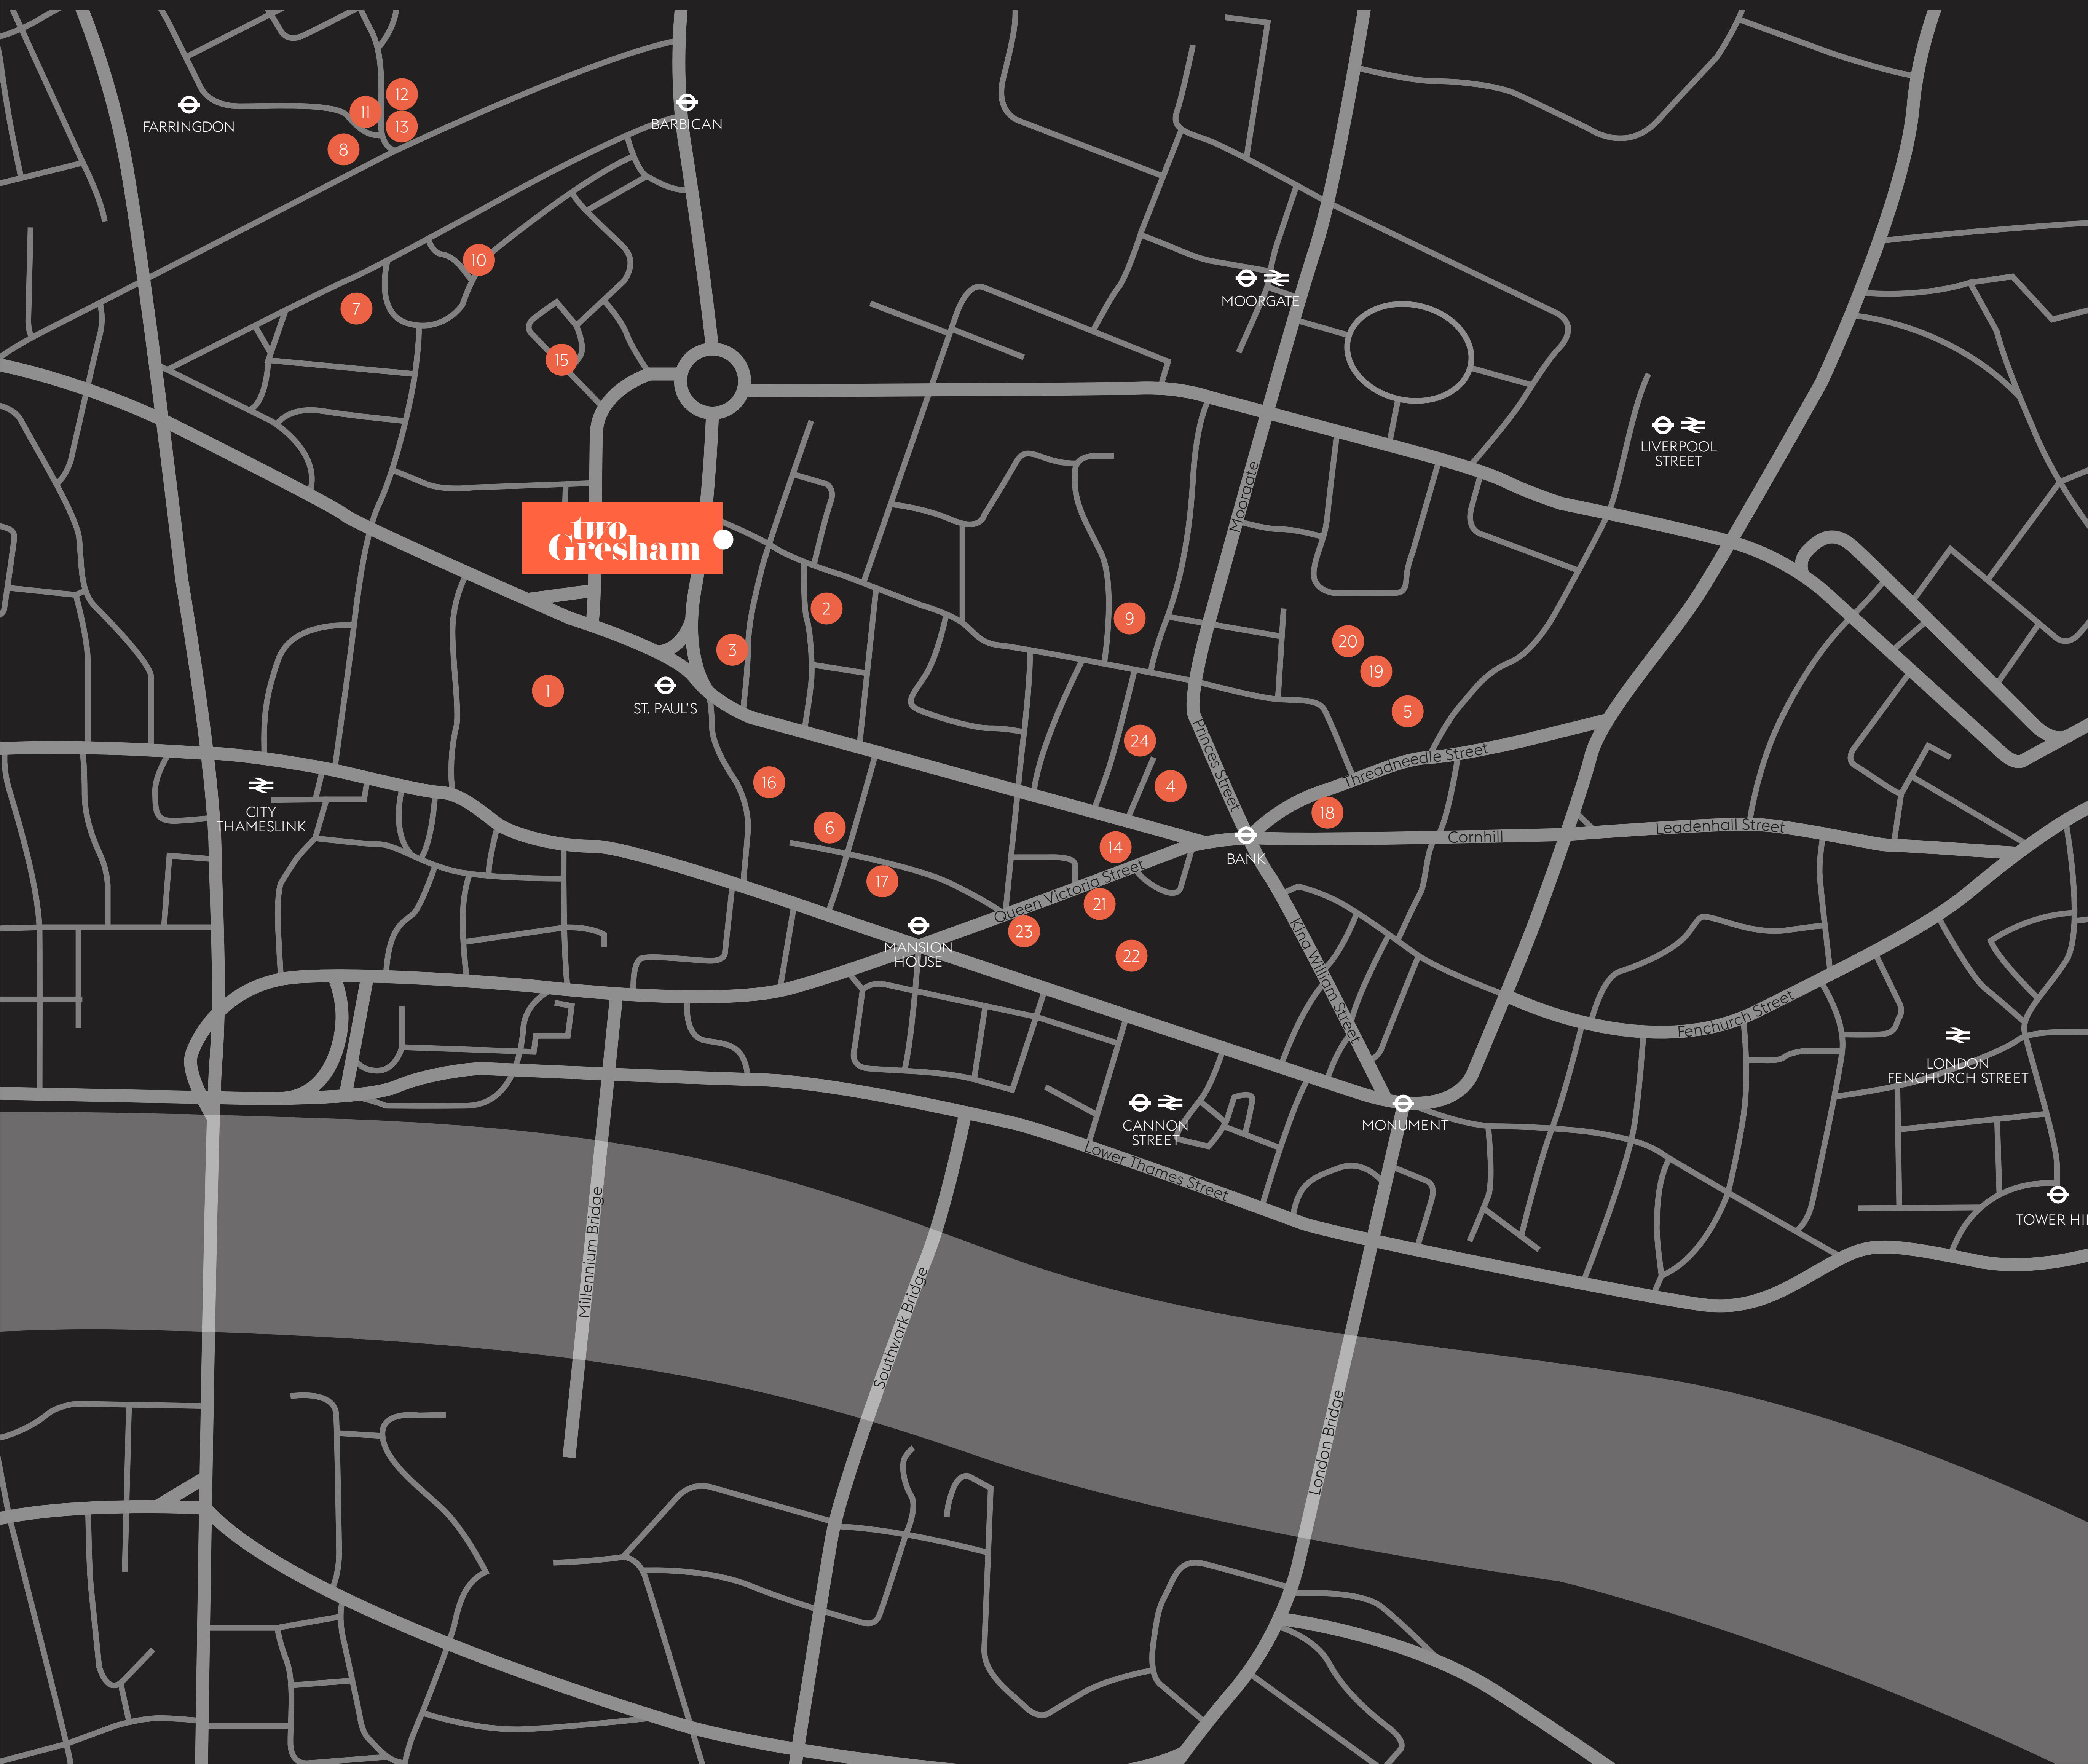 12
11
13
8
FARRINGDON
BARBICAN
10
7
15
MOORGATE
LIVERPOOL
STREET
Moorgate
two
Gresham
2
9
3
20
19
1
5
ST. PAUL'S
24
Princes Street
Threadneedle Street
16
4
CITY
THAMESLINK
6
18
14
Cornhill
Leadenhall Street
BANK
17
Queen Victoria Street
21
23
MANSION
HOUSE
22
King William Street
Fenchurch Street
LONDON
FENCHURCH STREET
CANNON
STREET
MONUMENT
Lower Thames Street
TOWER HIL
Millennium Bridge
Southwark Bridge
London Bridge